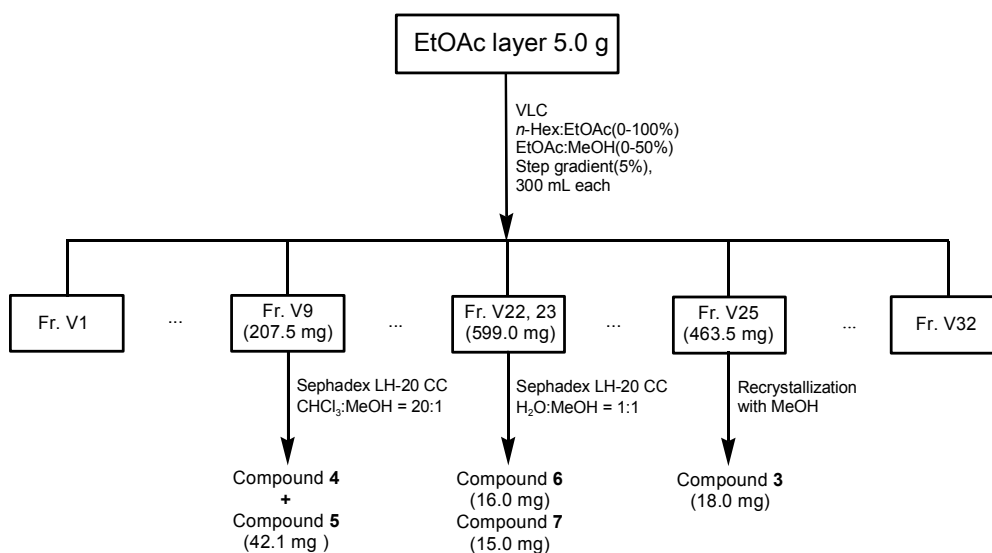 EtOAc layer 5.0 g
VLC
n-Hex:EtOAc(0-100%)
EtOAc:MeOH(0-50%)
Step gradient(5%),
300 mL each
Fr. V1
...
Fr. V9
(207.5 mg)
...
Fr. V22, 23
(599.0 mg)
...
Fr. V25
(463.5 mg)
...
Fr. V32
Sephadex LH-20 CC
CHCl₃:MeOH = 20:1
Sephadex LH-20 CC
H₂O:MeOH = 1:1
Recrystallization
with MeOH
Compound 4
+
Compound 5
(42.1 mg )
Compound 6
(16.0 mg)
Compound 7
(15.0 mg)
Compound 3
(18.0 mg)